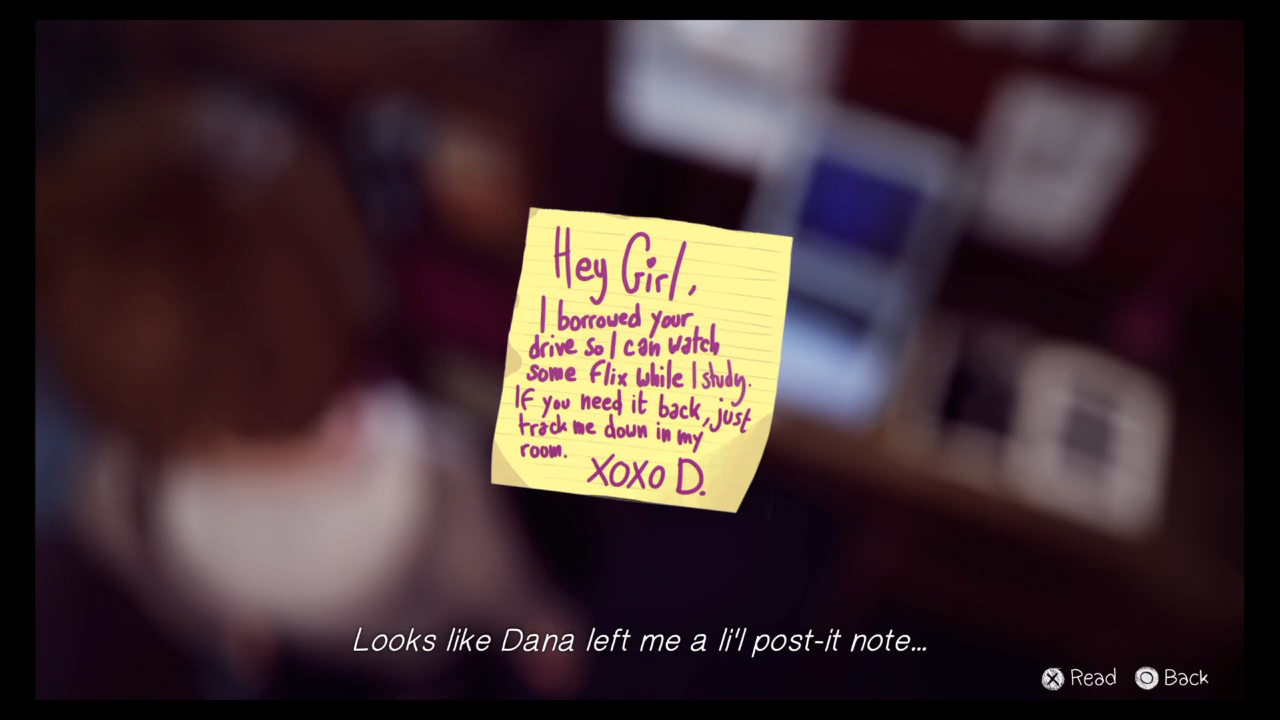 Hey Girl,
I borrowed your
drive so I can watch
some flix while I study.
If you need it back, just
track me down in my
room.
XOXO D.
Looks like Dana left me a li'l post-it note...
Read Back